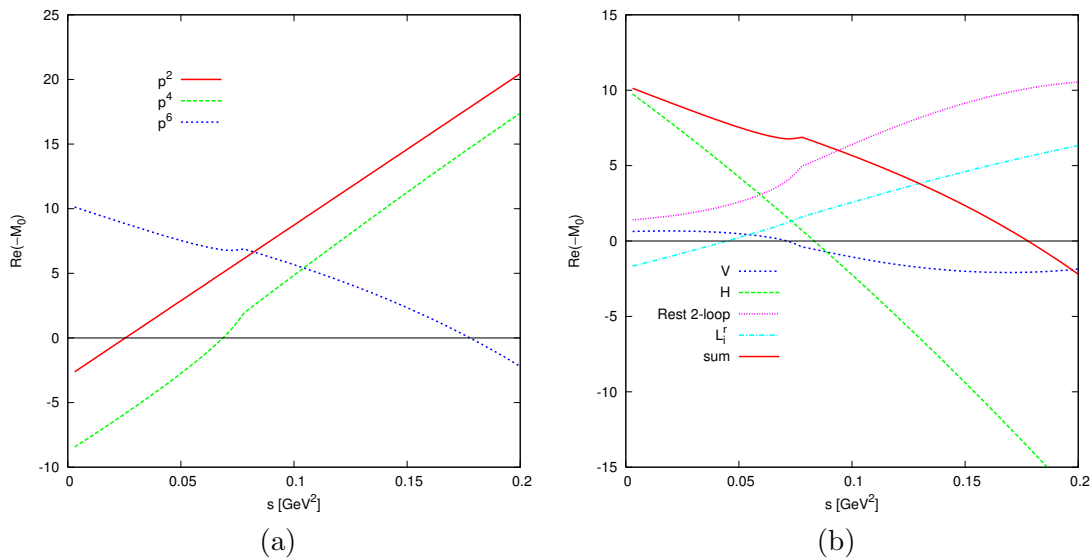 25
20
15
10
5
0
-5
-10
0
0.05
0.1
0.15
0.2
s [GeV²]
Re(−M₀)
p²
p⁴
p⁶
(a)
15
10
5
0
-5
-10
-15
0
0.05
0.1
0.15
0.2
s [GeV²]
Re(−M₀)
V
H
Rest 2-loop
Lᵢʳ
sum
(b)